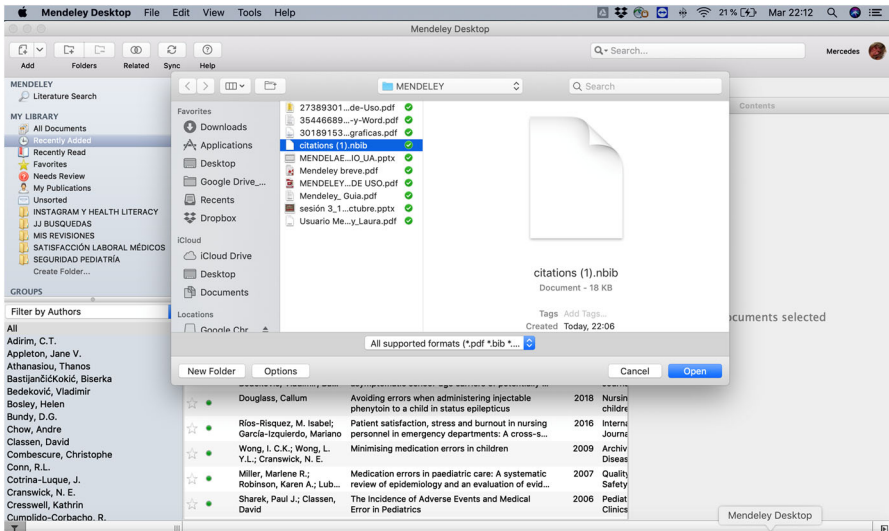 Mendeley Desktop File Edit View Tools Help 21 % Mar 22:12
Mendeley Desktop
Search...
Mercedes
Add Folders Related Sync Help
MENDELEY
Literature Search
MY LIBRARY
All Documents
Recently Added
Recently Read
Favorites
Needs Review
My Publications
Unsorted
INSTAGRAM Y HEALTH LITERACY
JJ BUSQUEDAS
MIS REVISIONES
SATISFACCIÓN LABORAL MÉDICOS
SEGURIDAD PEDIATRÍA
Create Folder...
GROUPS
Filter by Authors
All
Adirim, C.T.
Appleton, Jane V.
Athanasiou, Thanos
BastijančićKokić, Biserka
Bedeković, Vladimir
Bosley, Helen
Bundy, D.G.
Chow, Andre
Classen, David
Combescure, Christophe
Conn, R.L.
Cotrina-Luque, J.
Cranswick, N. E.
Cresswell, Kathrin
Cumplido-Corbacho, R.
MENDELEY
Search
Favorites
Downloads
Applications
Desktop
Google Drive_...
Recents
Dropbox
iCloud
iCloud Drive
Desktop
Documents
Locations
Google Chr...
27389301...de-Uso.pdf
35446689...-y-Word.pdf
30189153...graficas.pdf
citations (1).nbib
MENDELAE...IO_UA.pptx
Mendeley breve.pdf
MENDELEY...DE USO.pdf
Mendeley_ Guia.pdf
sesión 3_1...ctubre.pptx
Usuario Me...y_Laura.pdf
citations (1).nbib
Document - 18 KB
Tags Add Tags...
Created Today, 22:06
All supported formats (*.pdf *.bib *....
New Folder Options Cancel Open
Contents
ocuments selected
Douglass, Callum Avoiding errors when administering injectable 2018 Nursin
phenytoin to a child in status epilepticus childre
Ríos-Risquez, M. Isabel; Patient satisfaction, stress and burnout in nursing 2016 Interna
García-Izquierdo, Mariano personnel in emergency departments: A cross-s... Journa
Wong, I. C.K.; Wong, L. Minimising medication errors in children 2009 Archiv
Y.L.; Cranswick, N. E. Diseas
Miller, Marlene R.; Medication errors in paediatric care: A systematic 2007 Quality
Robinson, Karen A.; Lub... review of epidemiology and an evaluation of evid... Safety
Sharek, Paul J.; Classen, The Incidence of Adverse Events and Medical 2006 Pediat
David Error in Pediatrics Clinics
Mendeley Desktop